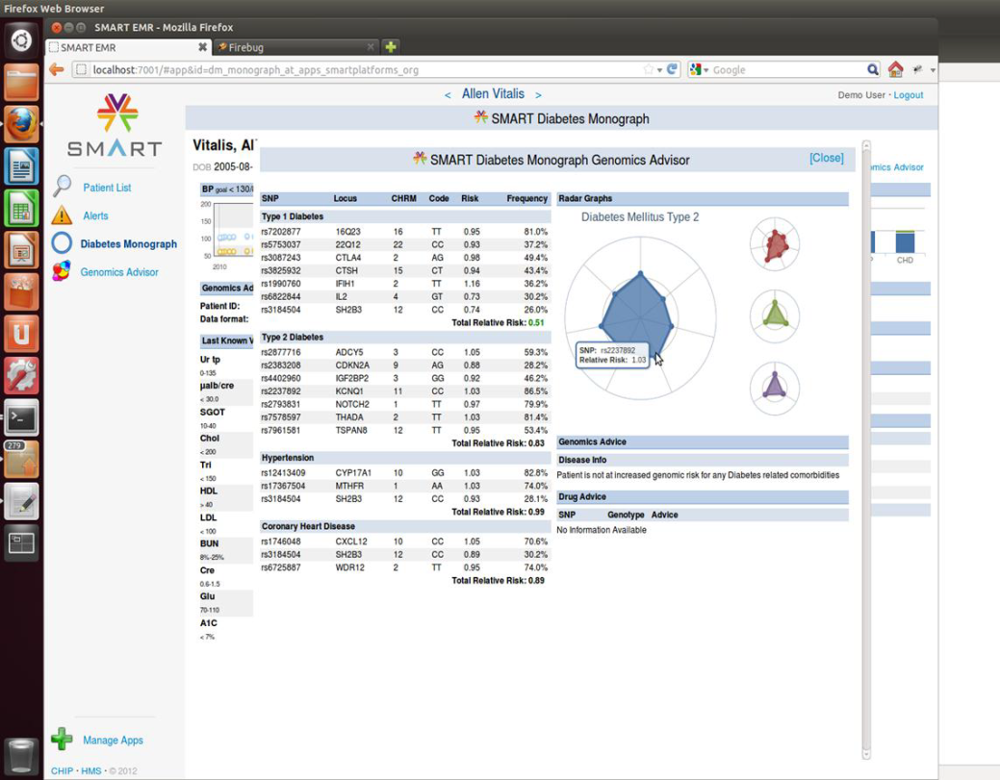 Firefox Web Browser
SMART EMR - Mozilla Firefox
SMART EMR
Firebug
localhost:7001/#app&id=dm_monograph_at_apps_smartplatforms_org
Google
SMART
Patient List
Alerts
Diabetes Monograph
Genomics Advisor
Manage Apps
CHIP · HMS · © 2012
279
< Allen Vitalis >
Demo User · Logout
SMART Diabetes Monograph
Vitalis, Al
DOB 2005-08-
BP goal < 130/
200
150
100
50
2010
Genomics Ad
Patient ID:
Data format:
Last Known V
Ur tp
0-135
µalb/cre
< 30.0
SGOT
10-40
Chol
< 200
Tri
< 150
HDL
> 40
LDL
< 100
BUN
8%-25%
Cre
0.6-1.5
Glu
70-110
A1C
< 7%
SMART Diabetes Monograph Genomics Advisor
[Close]
SNP Locus CHRM Code Risk Frequency
Type 1 Diabetes
rs7202877 16Q23 16 TT 0.95 81.0%
rs5753037 22Q12 22 CC 0.93 37.2%
rs3087243 CTLA4 2 AG 0.98 49.4%
rs3825932 CTSH 15 CT 0.94 43.4%
rs1990760 IFIH1 2 TT 1.16 36.2%
rs6822844 IL2 4 GT 0.73 30.2%
rs3184504 SH2B3 12 CC 0.74 26.0%
Total Relative Risk: 0.51
Type 2 Diabetes
rs2877716 ADCY5 3 CC 1.05 59.3%
rs2383208 CDKN2A 9 AG 0.88 28.2%
rs4402960 IGF2BP2 3 GG 0.92 46.2%
rs2237892 KCNQ1 11 CC 1.03 86.5%
rs2793831 NOTCH2 1 TT 0.97 79.9%
rs7578597 THADA 2 TT 1.03 81.4%
rs7961581 TSPAN8 12 TT 0.95 53.4%
Total Relative Risk: 0.83
Hypertension
rs12413409 CYP17A1 10 GG 1.03 82.8%
rs17367504 MTHFR 1 AA 1.03 74.0%
rs3184504 SH2B3 12 CC 0.93 28.1%
Total Relative Risk: 0.99
Coronary Heart Disease
rs1746048 CXCL12 10 CC 1.05 70.6%
rs3184504 SH2B3 12 CC 0.89 30.2%
rs6725887 WDR12 2 TT 0.95 74.0%
Total Relative Risk: 0.89
Radar Graphs
Diabetes Mellitus Type 2
SNP: rs2237892
Relative Risk: 1.03
Genomics Advice
Disease Info
Patient is not at increased genomic risk for any Diabetes related comorbidities
Drug Advice
SNP Genotype Advice
No Information Available
omics Advisor
CHD